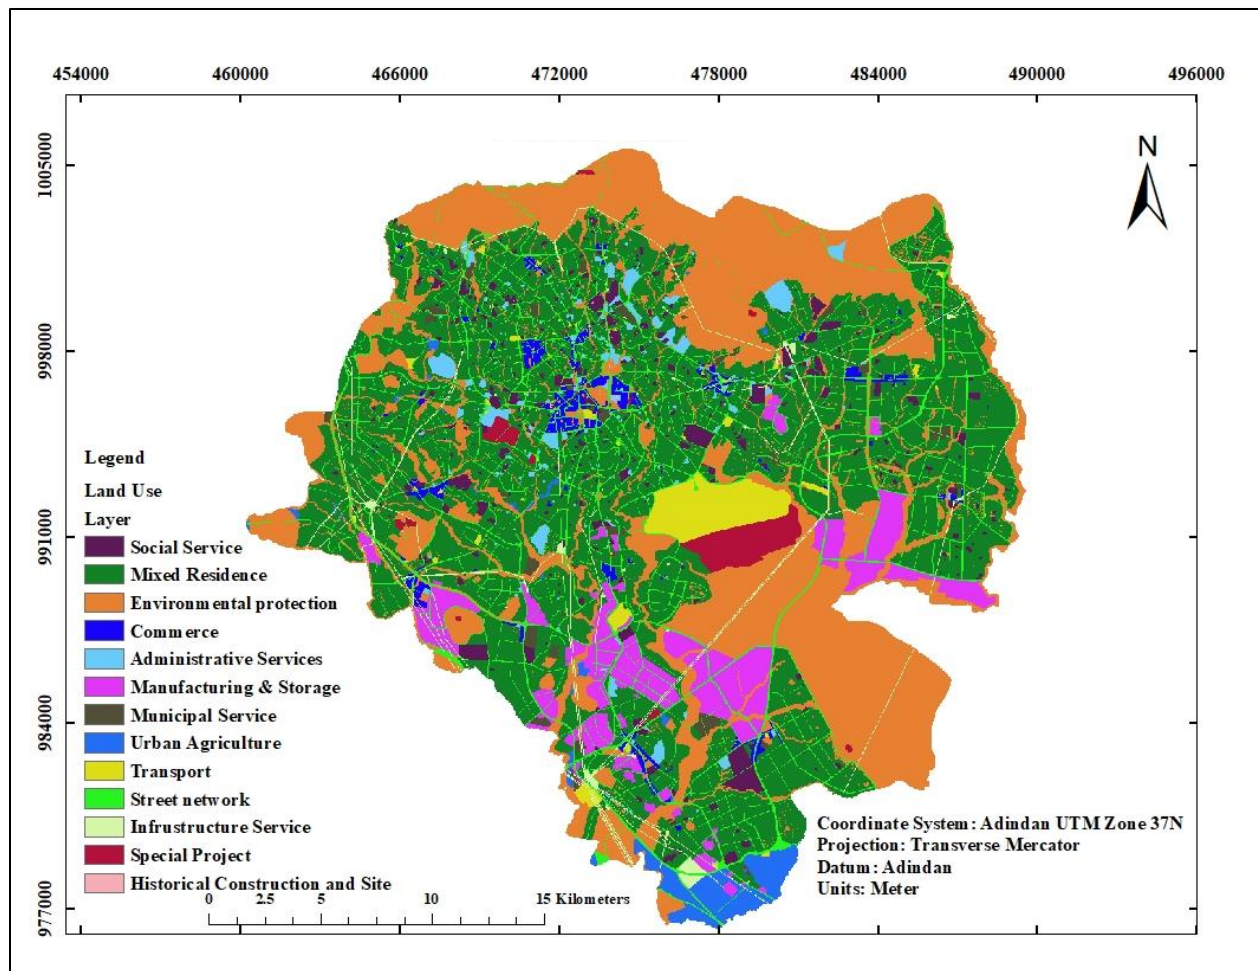 454000 460000 466000 472000 478000 484000 490000 496000
1005000
998000
991000
984000
977000
N
Legend
Land Use
Layer
Social Service
Mixed Residence
Environmental protection
Commerce
Administrative Services
Manufacturing & Storage
Municipal Service
Urban Agriculture
Transport
Street network
Infrustructure Service
Special Project
Historical Construction and Site
0 2.5 5 10 15 Kilometers
Coordinate System: Adindan UTM Zone 37N
Projection: Transverse Mercator
Datum: Adindan
Units: Meter